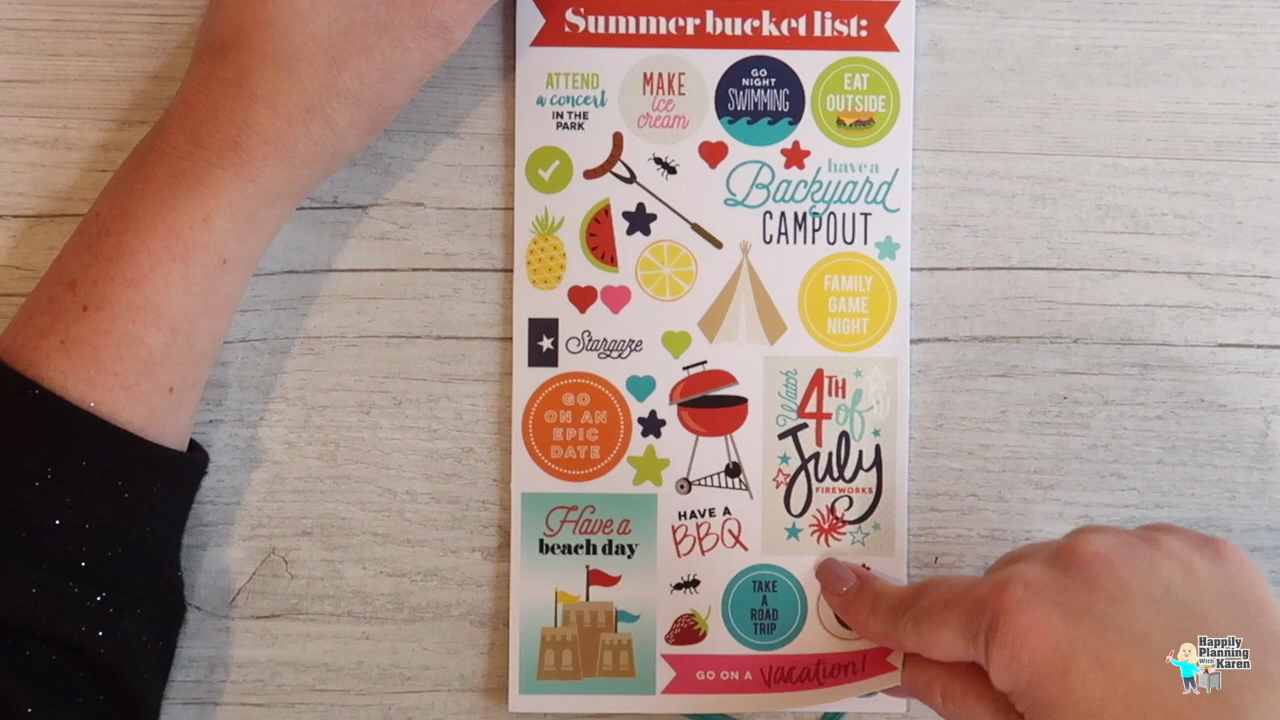 Summer bucket list:
ATTEND
a concert
IN THE
PARK
MAKE
ice
cream
GO
NIGHT
SWIMMING
EAT
OUTSIDE
have a
Backyard
CAMPOUT
FAMILY
GAME
NIGHT
Stargaze
GO
ON AN
EPIC
DATE
Watch
4TH
of
July
FIREWORKS
Have a
beach day
HAVE A
BBQ
TAKE
A
ROAD
TRIP
GO ON A vacation!
Happily
Planning
With
Karen